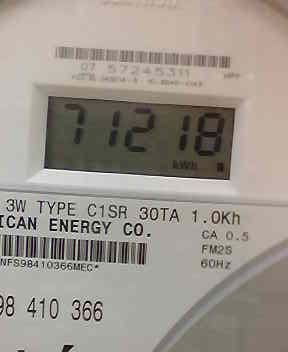 07 57245311
71218
kWh
3W TYPE C1SR 30TA 1.0Kh
ICAN ENERGY CO.
CA 0.5
FM2S
60Hz
NFS98410366MEC*
98 410 366